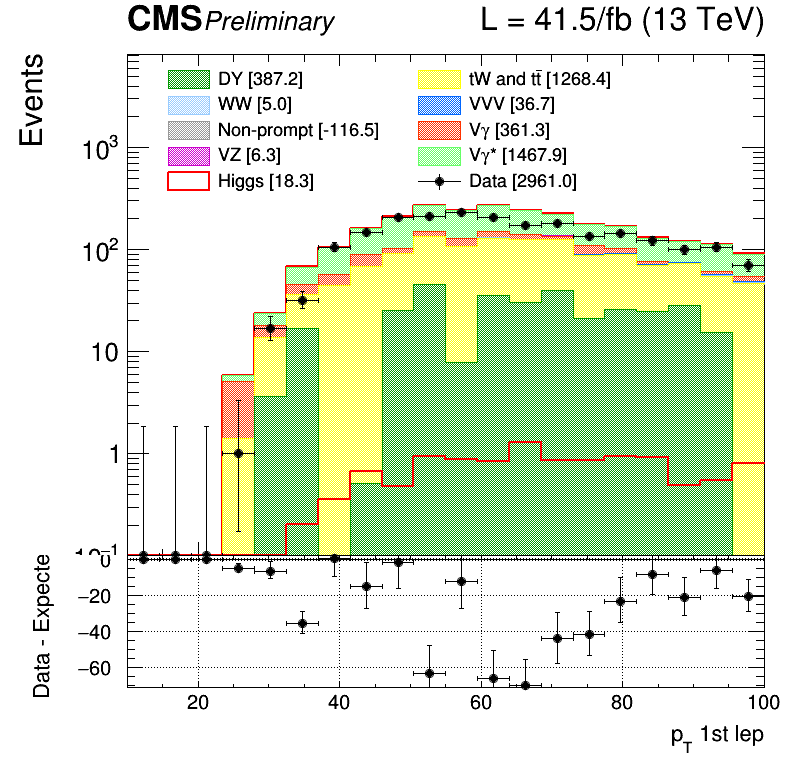 CMS Preliminary L = 41.5/fb (13 TeV)
Events
DY [387.2] tW and tt̄ [1268.4]
WW [5.0] VVV [36.7]
Non-prompt [-116.5] Vγ [361.3]
VZ [6.3] Vγ* [1467.9]
Higgs [18.3] Data [2961.0]
10³
10²
10
1
10⁻¹
Data - Expecte
0
−20
−40
−60
20 40 60 80 100
p_T 1st lep